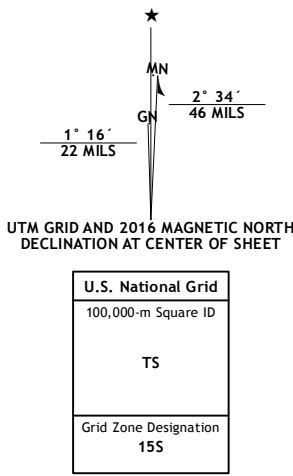 MN
GN
2° 34´
46 MILS
1° 16´
22 MILS
UTM GRID AND 2016 MAGNETIC NORTH
DECLINATION AT CENTER OF SHEET
U.S. National Grid
100,000-m Square ID
TS
Grid Zone Designation
15S